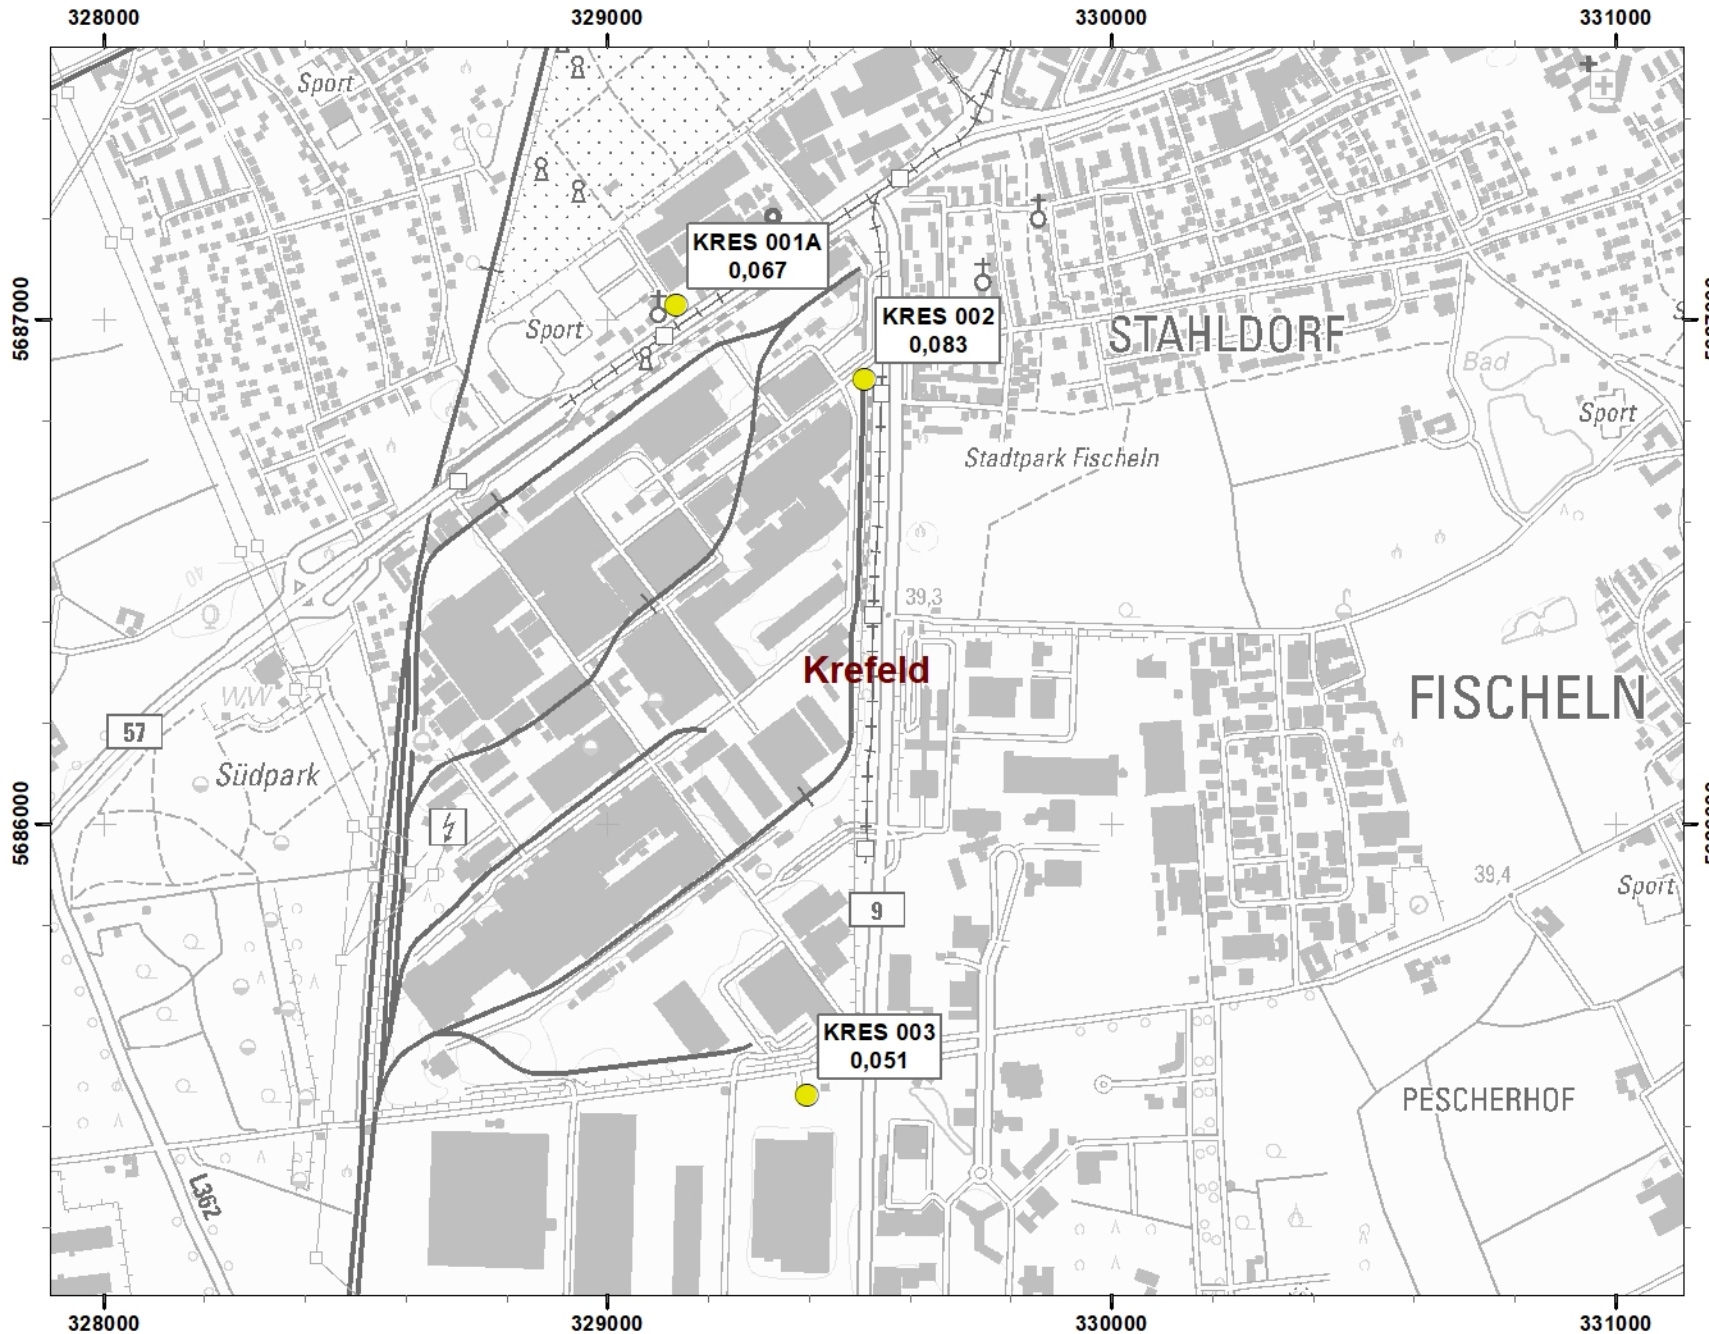 328000
329000
330000
331000
Sport
KRES 001A
0,067
5687000
Sport
KRES 002
0,083
STAHLDORF
Bad
Sport
Stadtpark Fischeln
40
39,3
Krefeld
WW
FISCHELN
57
Südpark
5686000
39,4
Sport
9
KRES 003
0,051
PESCHERHOF
L362
328000
329000
330000
331000